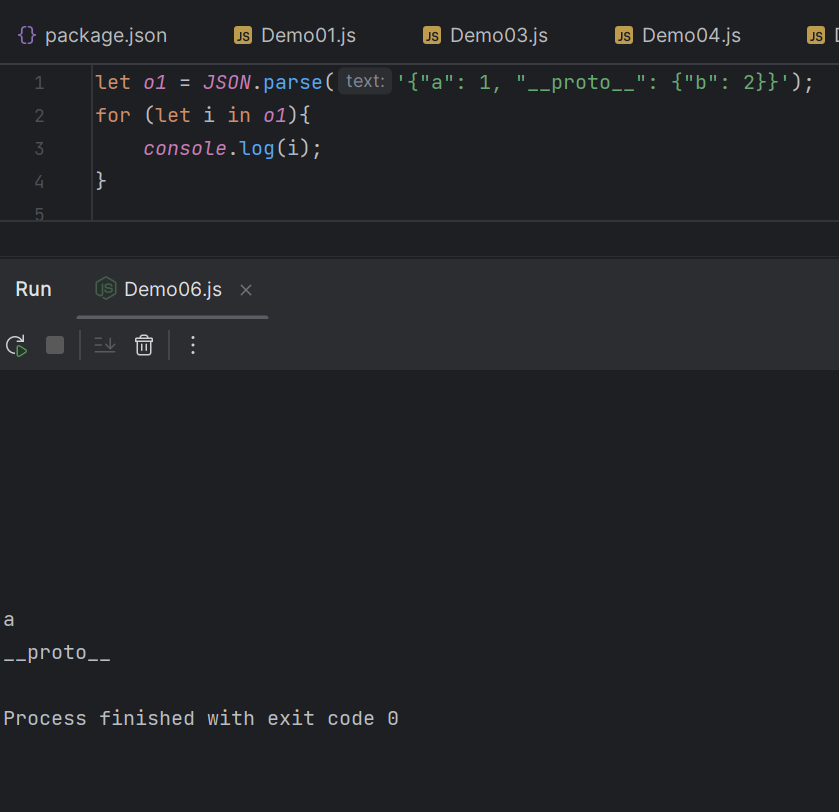 {} package.json JS Demo01.js JS Demo03.js JS Demo04.js JS
1 let o1 = JSON.parse( text: '{"a": 1, "__proto__": {"b": 2}}');
2 for (let i in o1){
3 console.log(i);
4 }
5
Run JS Demo06.js
a
__proto__
Process finished with exit code 0